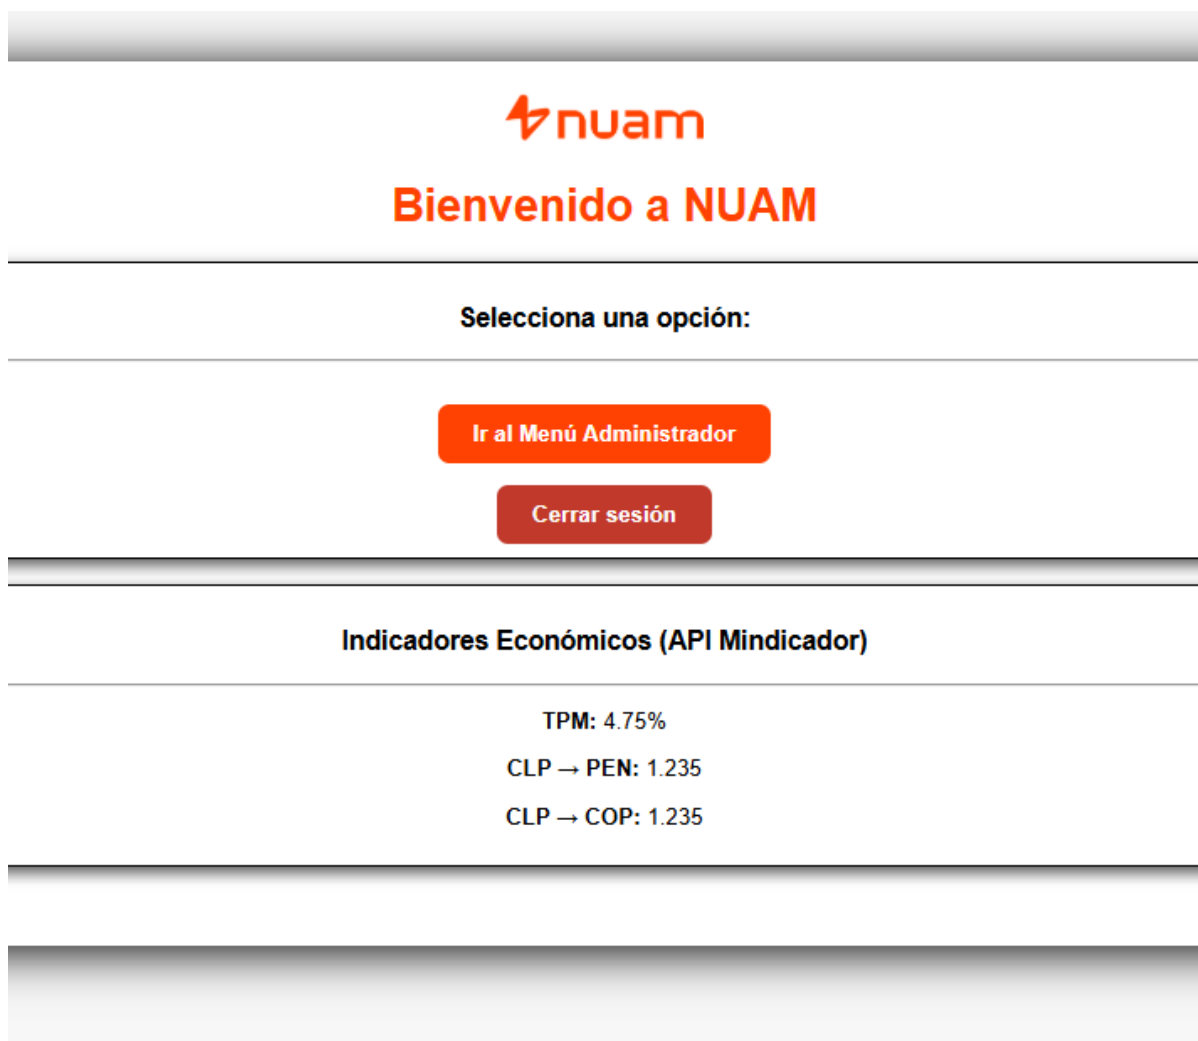 nuam
Bienvenido a NUAM
Selecciona una opción:
Ir al Menú Administrador
Cerrar sesión
Indicadores Económicos (API Mindicador)
TPM: 4.75%
CLP → PEN: 1.235
CLP → COP: 1.235